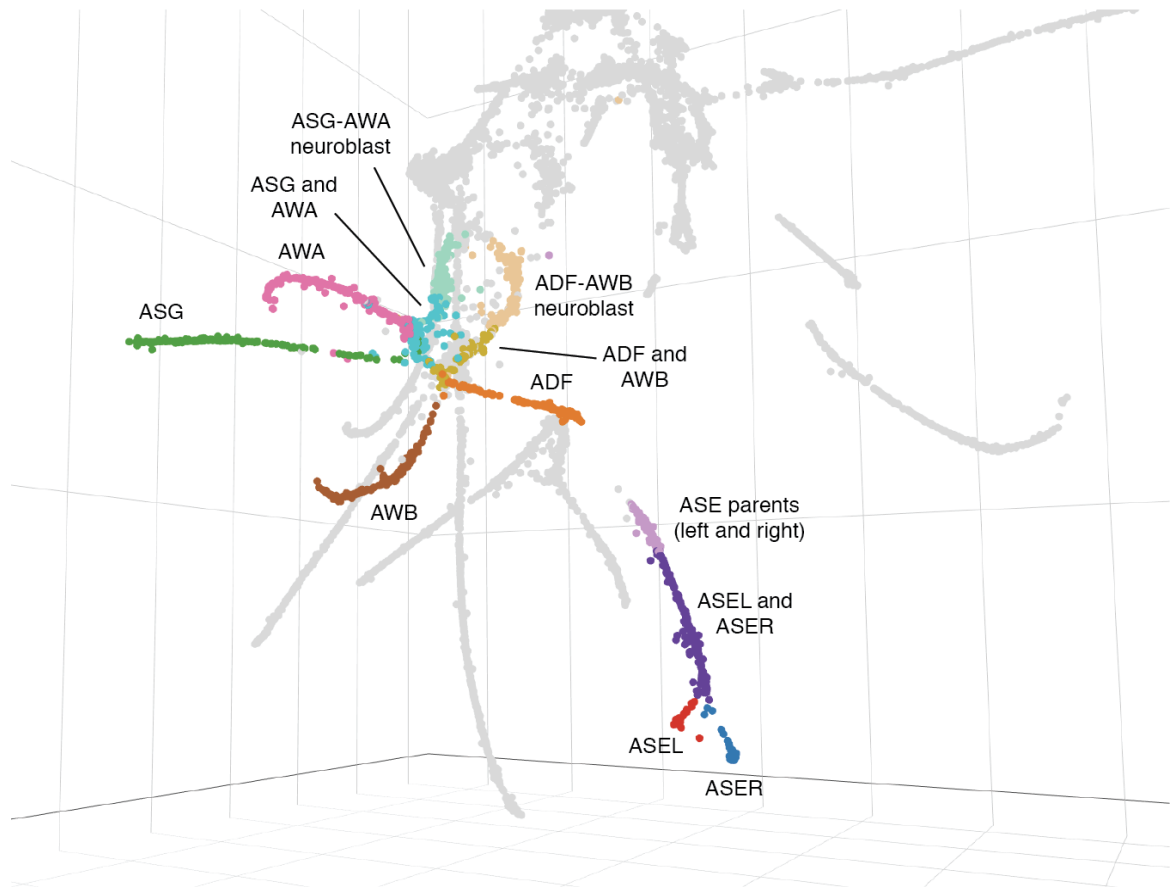 ASG-AWA
neuroblast
ASG and
AWA
AWA
ASG
ADF-AWB
neuroblast
ADF and
AWB
ADF
AWB
ASE parents
(left and right)
ASEL and
ASER
ASEL
ASER